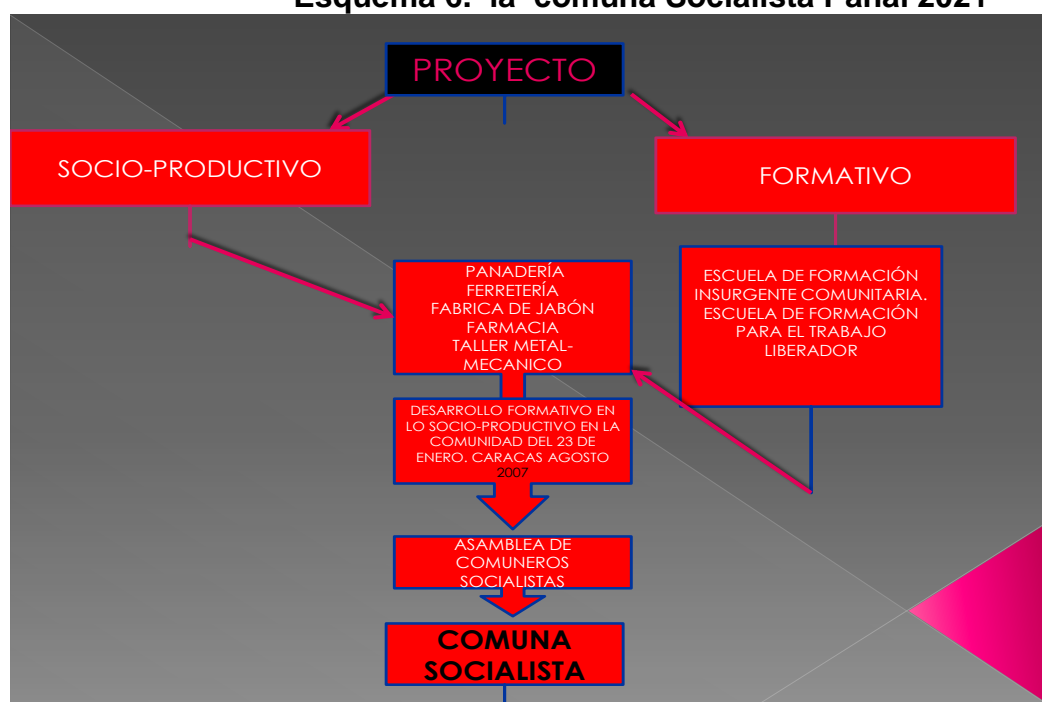 Esquema 6. la comuna Socialista Panal 2021
PROYECTO
SOCIO-PRODUCTIVO
FORMATIVO
PANADERÍA
FERRETERÍA
FABRICA DE JABÓN
FARMACIA
TALLER METAL-
MECANICO
ESCUELA DE FORMACIÓN
INSURGENTE COMUNITARIA.
ESCUELA DE FORMACIÓN
PARA EL TRABAJO
LIBERADOR
DESARROLLO FORMATIVO EN
LO SOCIO-PRODUCTIVO EN LA
COMUNIDAD DEL 23 DE
ENERO. CARACAS AGOSTO
2007
ASAMBLEA DE
COMUNEROS
SOCIALISTAS
COMUNA
SOCIALISTA